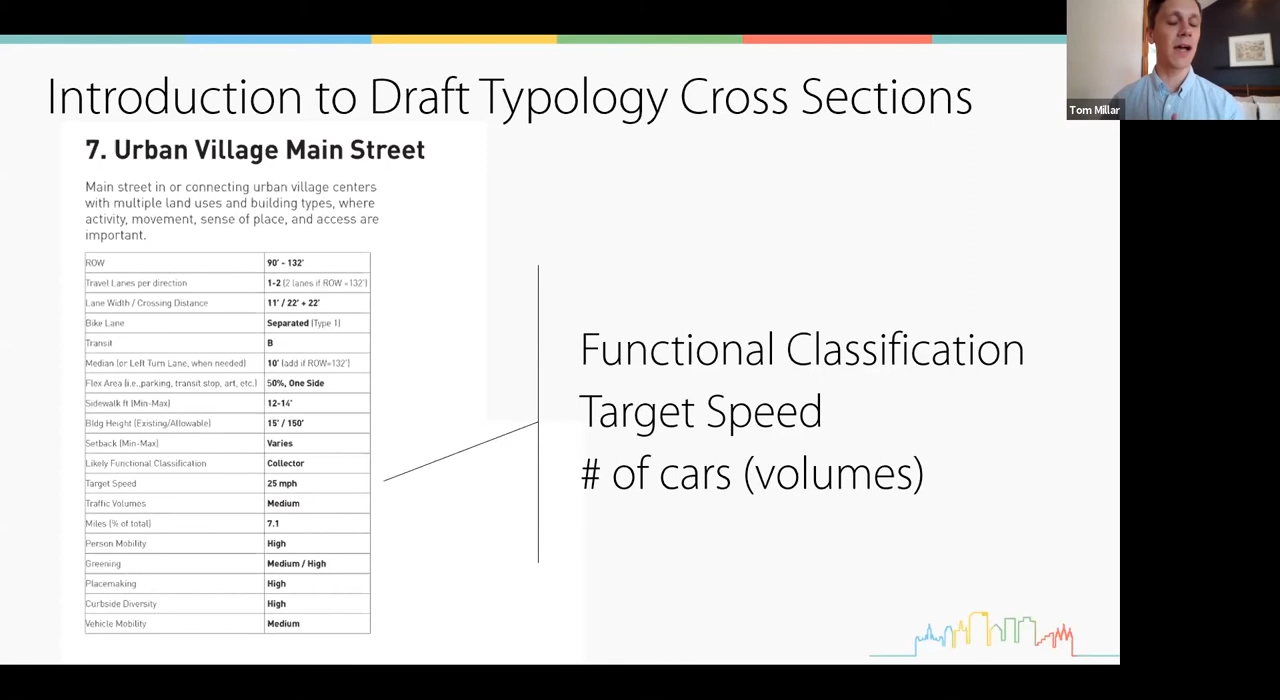 Introduction to Draft Typology Cross Sections
Tom Millar
7. Urban Village Main Street
Main street in or connecting urban village centers
with multiple land uses and building types, where
activity, movement, sense of place, and access are
important.
ROW 90' - 132'
Travel Lanes per direction 1-2 (2 lanes if ROW =132')
Lane Width / Crossing Distance 11' / 22' + 22'
Bike Lane Separated (Type 1)
Transit B
Median (or Left Turn Lane, when needed) 10' (add if ROW=132')
Flex Area (i.e.,parking, transit stop, art, etc.) 50%, One Side
Sidewalk ft (Min-Max) 12-14'
Bldg Height (Existing/Allowable) 15' / 150'
Setback (Min-Max) Varies
Likely Functional Classification Collector
Target Speed 25 mph
Traffic Volumes Medium
Miles (% of total) 7.1
Person Mobility High
Greening Medium / High
Placemaking High
Curbside Diversity High
Vehicle Mobility Medium
Functional Classification
Target Speed
# of cars (volumes)